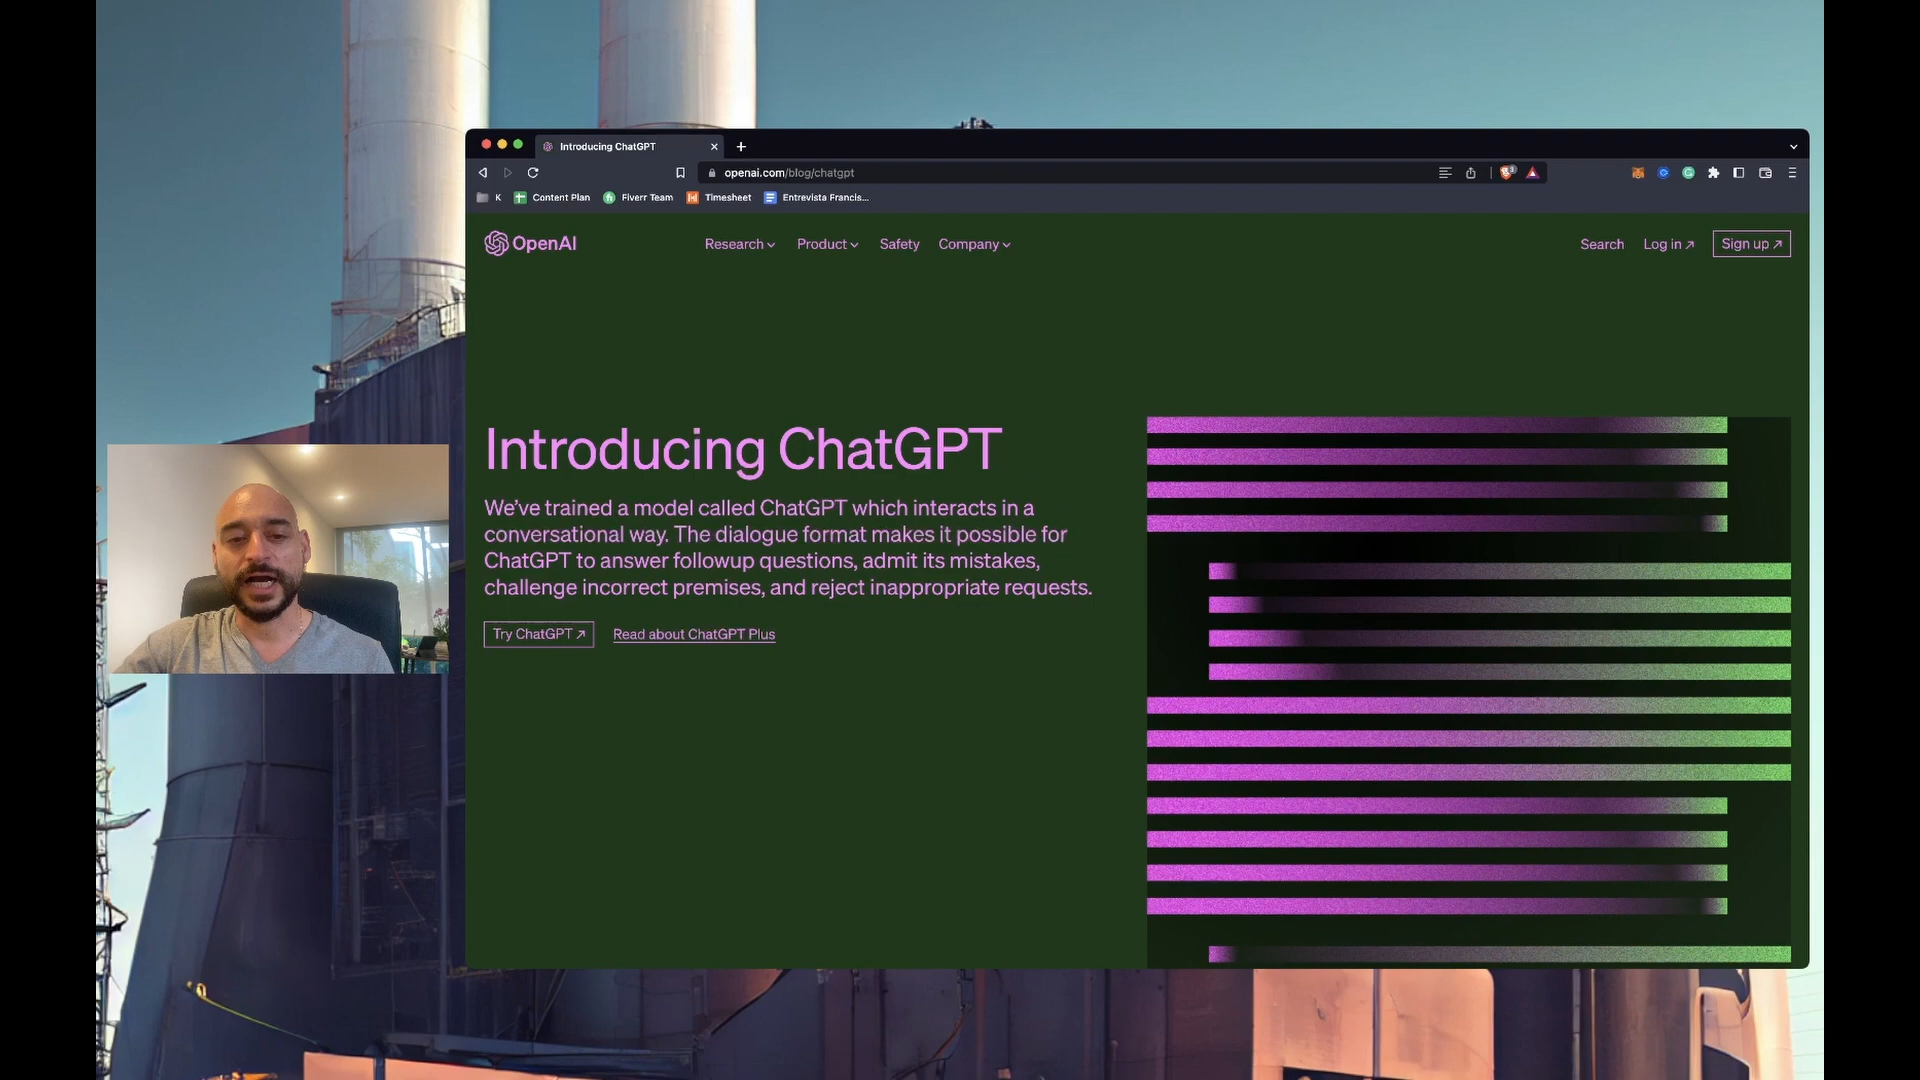 Introducing ChatGPT
openai.com/blog/chatgpt
K
Content Plan
Fiverr Team
Timesheet
Entrevista Francis...
OpenAI
Research
Product
Safety
Company
Search
Log in ↗
Sign up ↗
Introducing ChatGPT
We’ve trained a model called ChatGPT which interacts in a
conversational way. The dialogue format makes it possible for
ChatGPT to answer followup questions, admit its mistakes,
challenge incorrect premises, and reject inappropriate requests.
Try ChatGPT ↗
Read about ChatGPT Plus